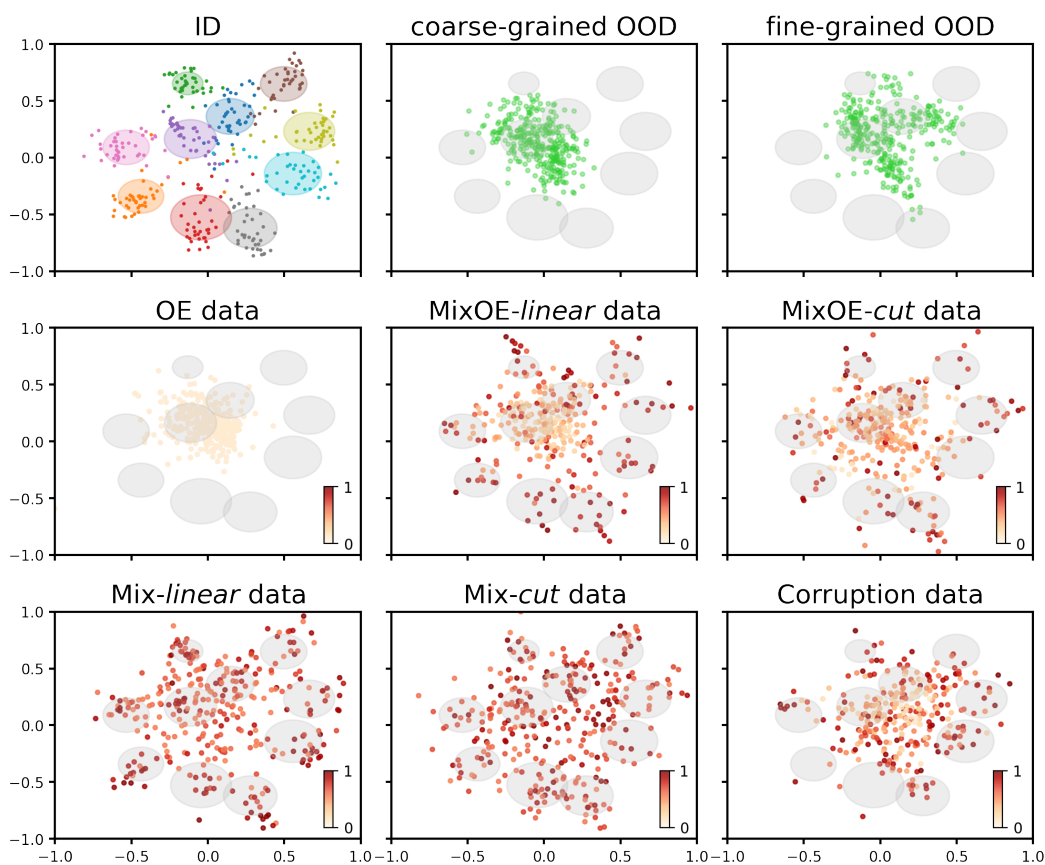 ID
coarse-grained OOD
fine-grained OOD
1.0
0.5
0.0
−0.5
−1.0
OE data
MixOE-linear data
MixOE-cut data
1.0
0.5
0.0
−0.5
−1.0
1
0
1
0
1
0
Mix-linear data
Mix-cut data
Corruption data
1.0
0.5
0.0
−0.5
−1.0
1
0
1
0
1
0
−1.0 −0.5 0.0 0.5 1.0
−1.0 −0.5 0.0 0.5 1.0
−1.0 −0.5 0.0 0.5 1.0